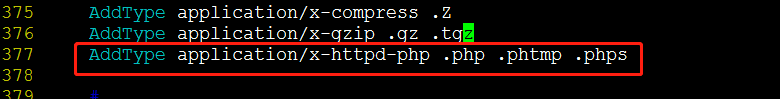 375 AddType application/x-compress .Z
376 AddType application/x-gzip .gz .tgz
377 AddType application/x-httpd-php .php .phtmp .phps
378
379 #